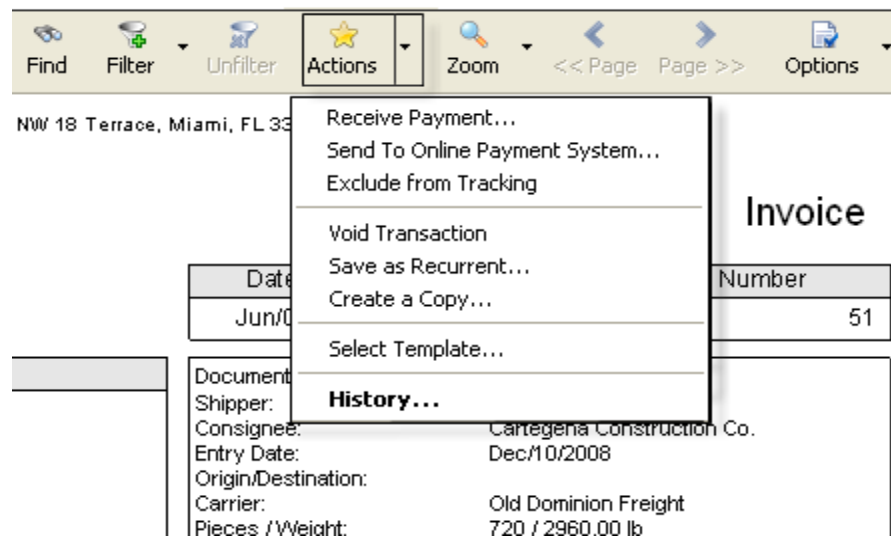 Find Filter Unfilter Actions Zoom << Page Page >> Options
NW 18 Terrace, Miami, FL 33
Receive Payment...
Send To Online Payment System...
Exclude from Tracking
Invoice
Void Transaction
Save as Recurrent...
Date Number
Create a Copy...
Jun/0 51
Select Template...
Document
History...
Shipper:
Consignee: Cartegena Construction Co.
Entry Date: Dec/10/2008
Origin/Destination:
Carrier: Old Dominion Freight
Pieces / Weight: 720 / 2960.00 lb